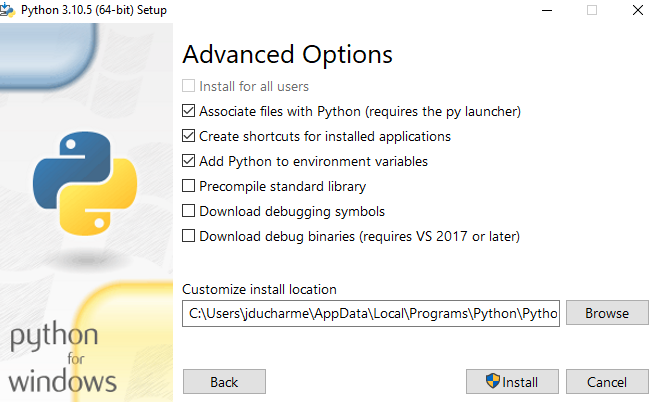 Python 3.10.5 (64-bit) Setup
Advanced Options
Install for all users
Associate files with Python (requires the py launcher)
Create shortcuts for installed applications
Add Python to environment variables
Precompile standard library
Download debugging symbols
Download debug binaries (requires VS 2017 or later)
Customize install location
C:\Users\jducharme\AppData\Local\Programs\Python\Pytho
Browse
python
for
windows
Back
Install
Cancel